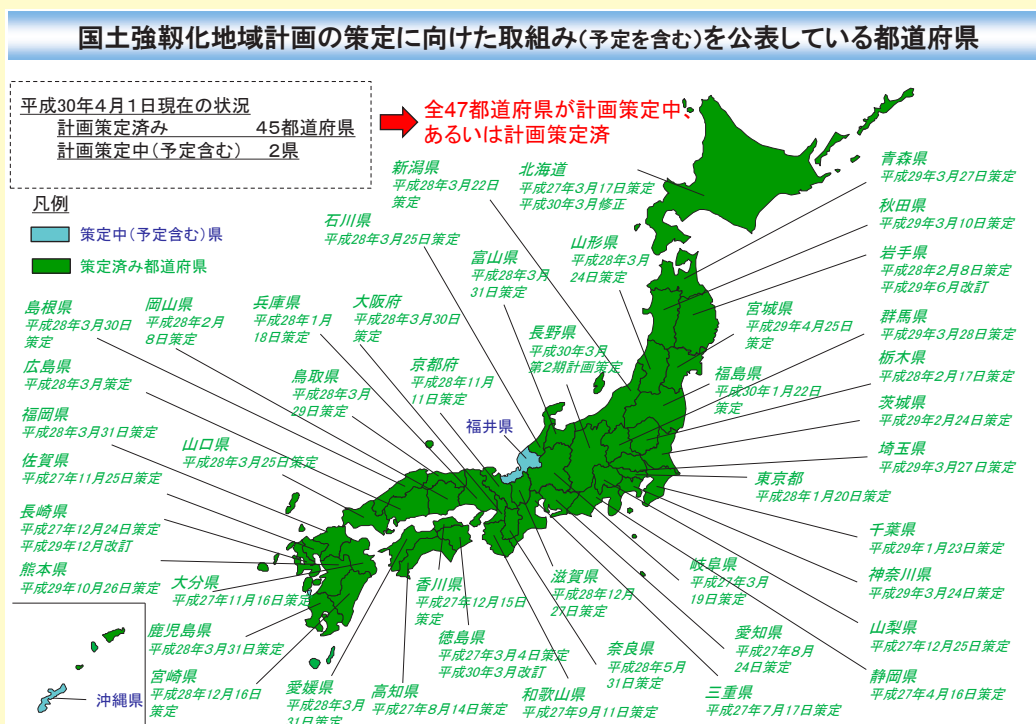 国土強靱化地域計画の策定に向けた取組み(予定を含む)を公表している都道府県
平成30年4月1日現在の状況
計画策定済み 45都道府県
計画策定中(予定含む) 2県
全47都道府県が計画策定中、
あるいは計画策定済
凡例
策定中(予定含む)県
策定済み都道府県
新潟県
平成28年3月22日
策定
北海道
平成27年3月17日策定
平成30年3月修正
青森県
平成29年3月27日策定
石川県
平成28年3月25日策定
秋田県
平成29年3月10日策定
富山県
平成28年3月
31日策定
山形県
平成28年3月
24日策定
岩手県
平成28年2月8日策定
平成29年6月改訂
島根県
平成28年3月30日
策定
岡山県
平成28年2月
8日策定
兵庫県
平成28年1月
18日策定
大阪府
平成28年3月30日
策定
長野県
平成30年3月
第2期計画策定
宮城県
平成29年4月25日
策定
群馬県
平成29年3月28日策定
広島県
平成28年3月策定
鳥取県
平成28年3月
29日策定
京都府
平成28年11月
11日策定
福島県
平成30年1月22日
策定
栃木県
平成28年2月17日策定
茨城県
平成29年2月24日策定
福岡県
平成28年3月31日策定
福井県
山口県
平成28年3月25日策定
埼玉県
平成29年3月27日策定
佐賀県
平成27年11月25日策定
東京都
平成28年1月20日策定
長崎県
平成27年12月24日策定
平成29年12月改訂
千葉県
平成29年1月23日策定
熊本県
平成29年10月26日策定
大分県
平成27年11月16日策定
香川県
平成27年12月15日
策定
滋賀県
平成28年12月
27日策定
岐阜県
平成27年3月
19日策定
神奈川県
平成29年3月24日策定
鹿児島県
平成28年3月31日策定
徳島県
平成27年3月4日策定
平成30年3月改訂
奈良県
平成28年5月
31日策定
愛知県
平成27年8月
24日策定
山梨県
平成27年12月25日策定
宮崎県
平成28年12月16日
策定
愛媛県
平成28年3月
31日策定
高知県
平成27年8月14日策定
和歌山県
平成27年9月11日策定
三重県
平成27年7月17日策定
静岡県
平成27年4月16日策定
沖縄県